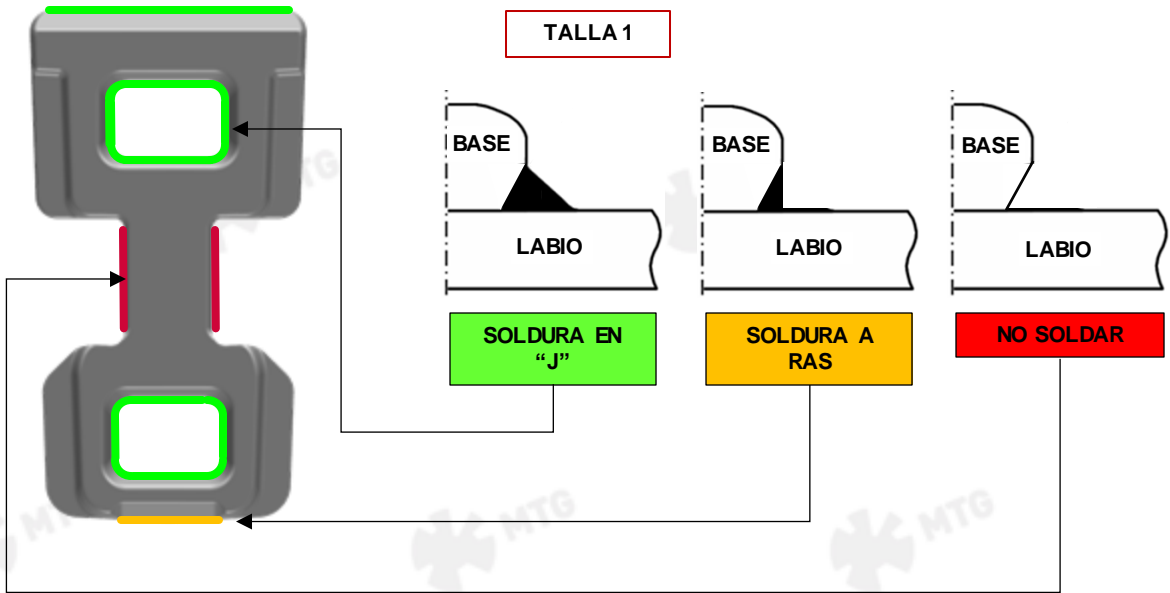 TALLA 1
BASE
LABIO
SOLDURA EN
“J”
BASE
LABIO
SOLDURA A
RAS
BASE
LABIO
NO SOLDAR
MTG
MTG
MTG
MTG